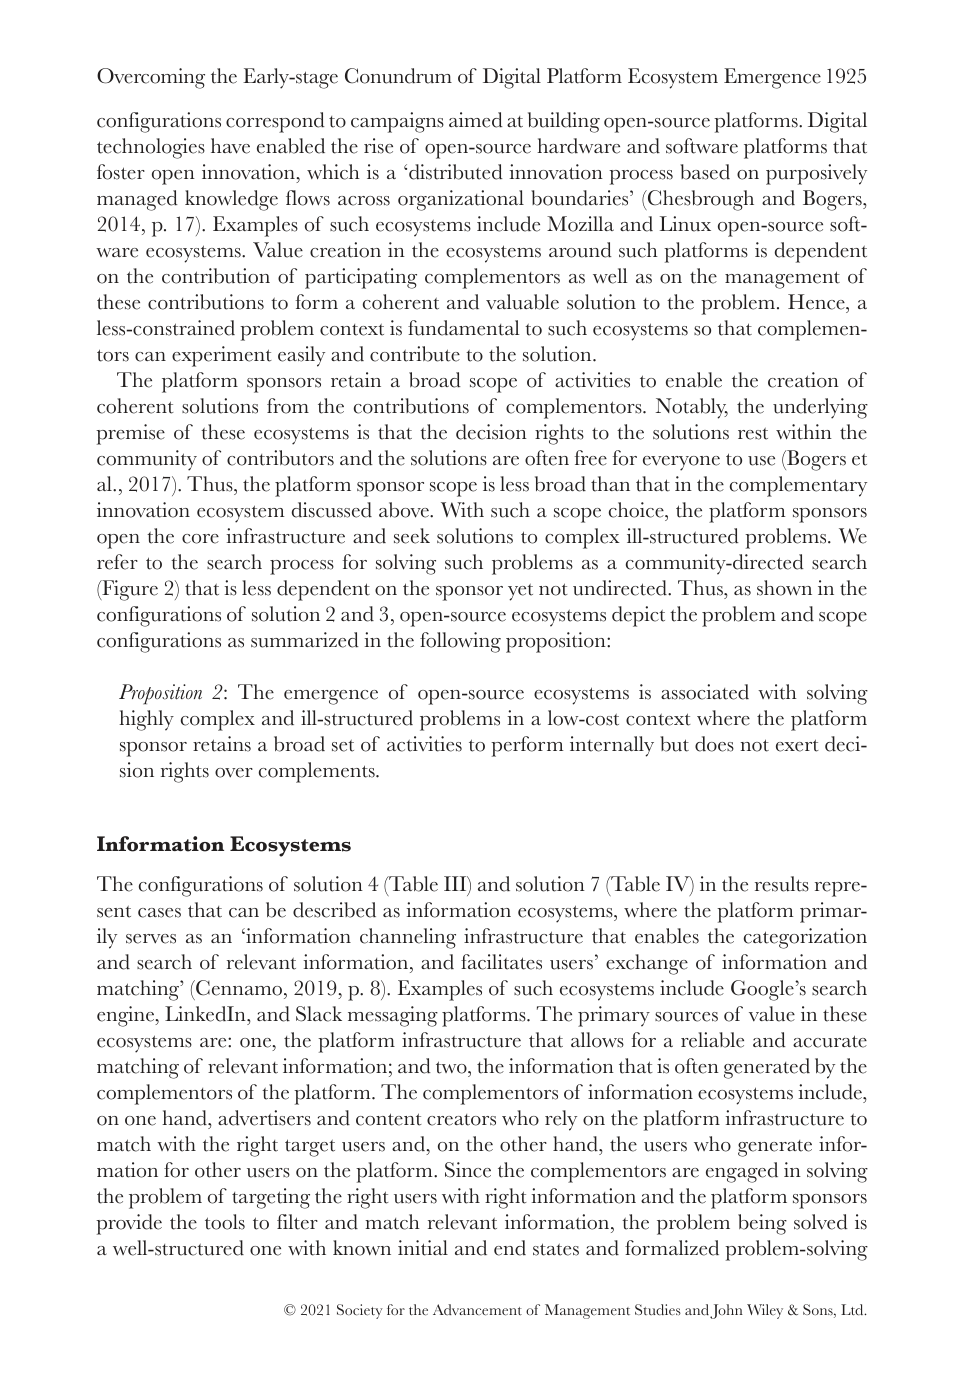 Overcoming the Early-stage Conundrum of Digital Platform Ecosystem Emergence 1925
configurations correspond to campaigns aimed at building open-source platforms. Digital
technologies have enabled the rise of open-source hardware and software platforms that
foster open innovation, which is a ‘distributed innovation process based on purposively
managed knowledge flows across organizational boundaries’ (Chesbrough and Bogers,
2014, p. 17). Examples of such ecosystems include Mozilla and Linux open-source soft-
ware ecosystems. Value creation in the ecosystems around such platforms is dependent
on the contribution of participating complementors as well as on the management of
these contributions to form a coherent and valuable solution to the problem. Hence, a
less-constrained problem context is fundamental to such ecosystems so that complemen-
tors can experiment easily and contribute to the solution.
The platform sponsors retain a broad scope of activities to enable the creation of
coherent solutions from the contributions of complementors. Notably, the underlying
premise of these ecosystems is that the decision rights to the solutions rest within the
community of contributors and the solutions are often free for everyone to use (Bogers et
al., 2017). Thus, the platform sponsor scope is less broad than that in the complementary
innovation ecosystem discussed above. With such a scope choice, the platform sponsors
open the core infrastructure and seek solutions to complex ill-structured problems. We
refer to the search process for solving such problems as a community-directed search
(Figure 2) that is less dependent on the sponsor yet not undirected. Thus, as shown in the
configurations of solution 2 and 3, open-source ecosystems depict the problem and scope
configurations as summarized in the following proposition:
Proposition 2: The emergence of open-source ecosystems is associated with solving
highly complex and ill-structured problems in a low-cost context where the platform
sponsor retains a broad set of activities to perform internally but does not exert deci-
sion rights over complements.
Information Ecosystems
The configurations of solution 4 (Table III) and solution 7 (Table IV) in the results repre-
sent cases that can be described as information ecosystems, where the platform primar-
ily serves as an ‘information channeling infrastructure that enables the categorization
and search of relevant information, and facilitates users’ exchange of information and
matching’ (Cennamo, 2019, p. 8). Examples of such ecosystems include Google’s search
engine, LinkedIn, and Slack messaging platforms. The primary sources of value in these
ecosystems are: one, the platform infrastructure that allows for a reliable and accurate
matching of relevant information; and two, the information that is often generated by the
complementors of the platform. The complementors of information ecosystems include,
on one hand, advertisers and content creators who rely on the platform infrastructure to
match with the right target users and, on the other hand, the users who generate infor-
mation for other users on the platform. Since the complementors are engaged in solving
the problem of targeting the right users with right information and the platform sponsors
provide the tools to filter and match relevant information, the problem being solved is
a well-structured one with known initial and end states and formalized problem-solving
© 2021 Society for the Advancement of Management Studies and John Wiley & Sons, Ltd.